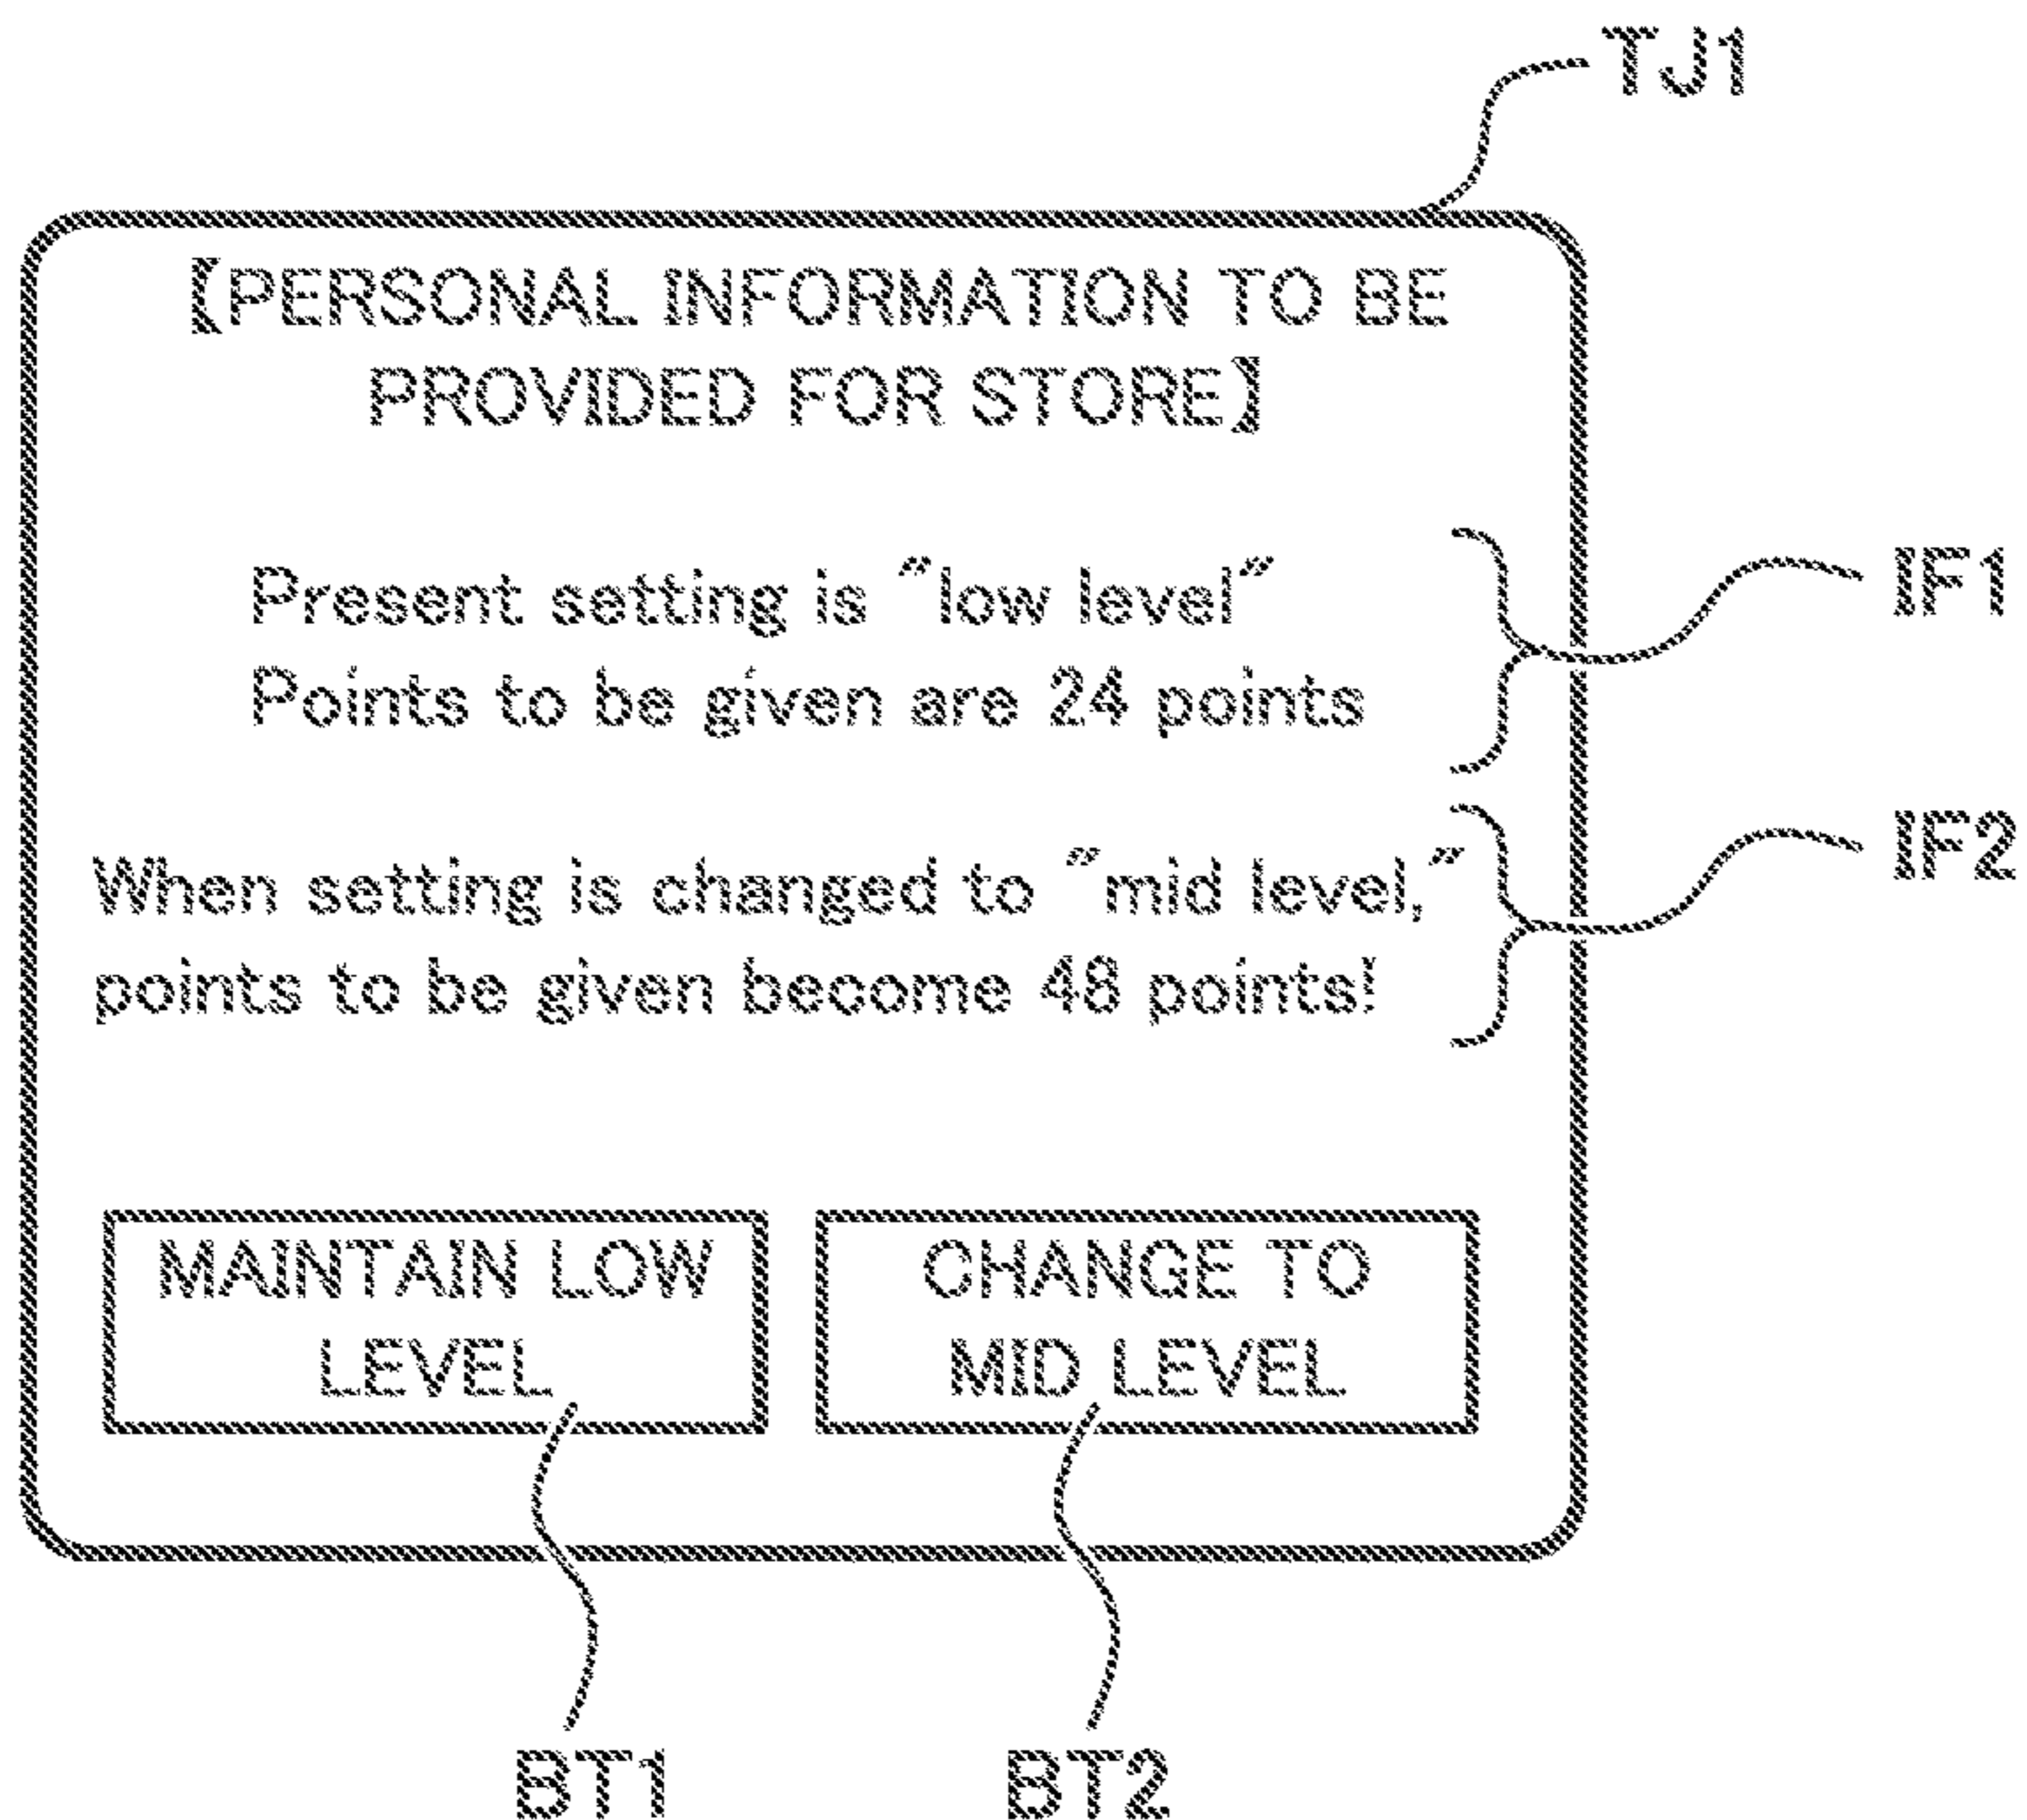 TJ1
【PERSONAL INFORMATION TO BE
PROVIDED FOR STORE】
Present setting is "low level"
Points to be given are 24 points
IF1
When setting is changed to "mid level,"
points to be given become 48 points!
IF2
MAINTAIN LOW
LEVEL
CHANGE TO
MID LEVEL
BT1
BT2